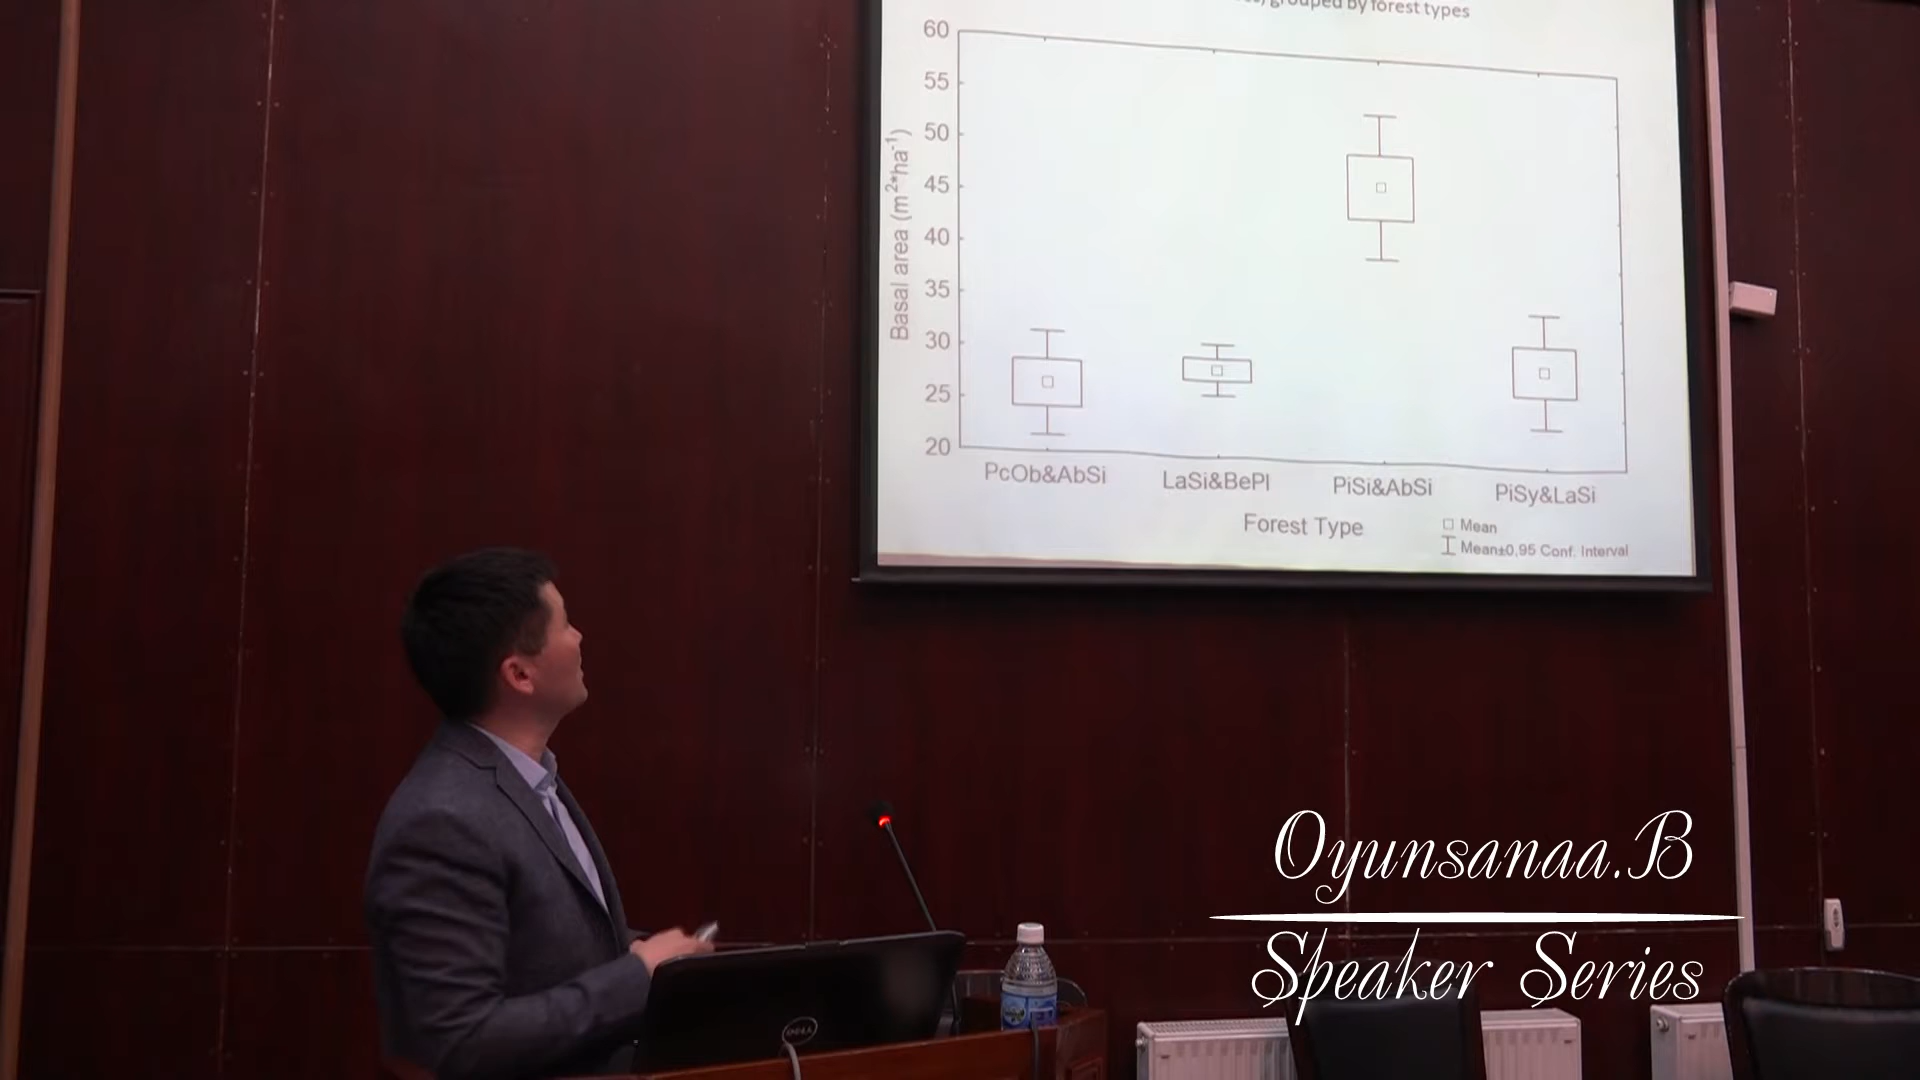 grouped by forest types
60
55
50
45
40
35
30
25
20
Basal area (m²*ha⁻¹)
PcOb&AbSi LaSi&BePl PiSi&AbSi PiSy&LaSi
Forest Type
Mean
Mean±0,95 Conf. Interval
Oyunsanaa.B
Speaker Series
DELL